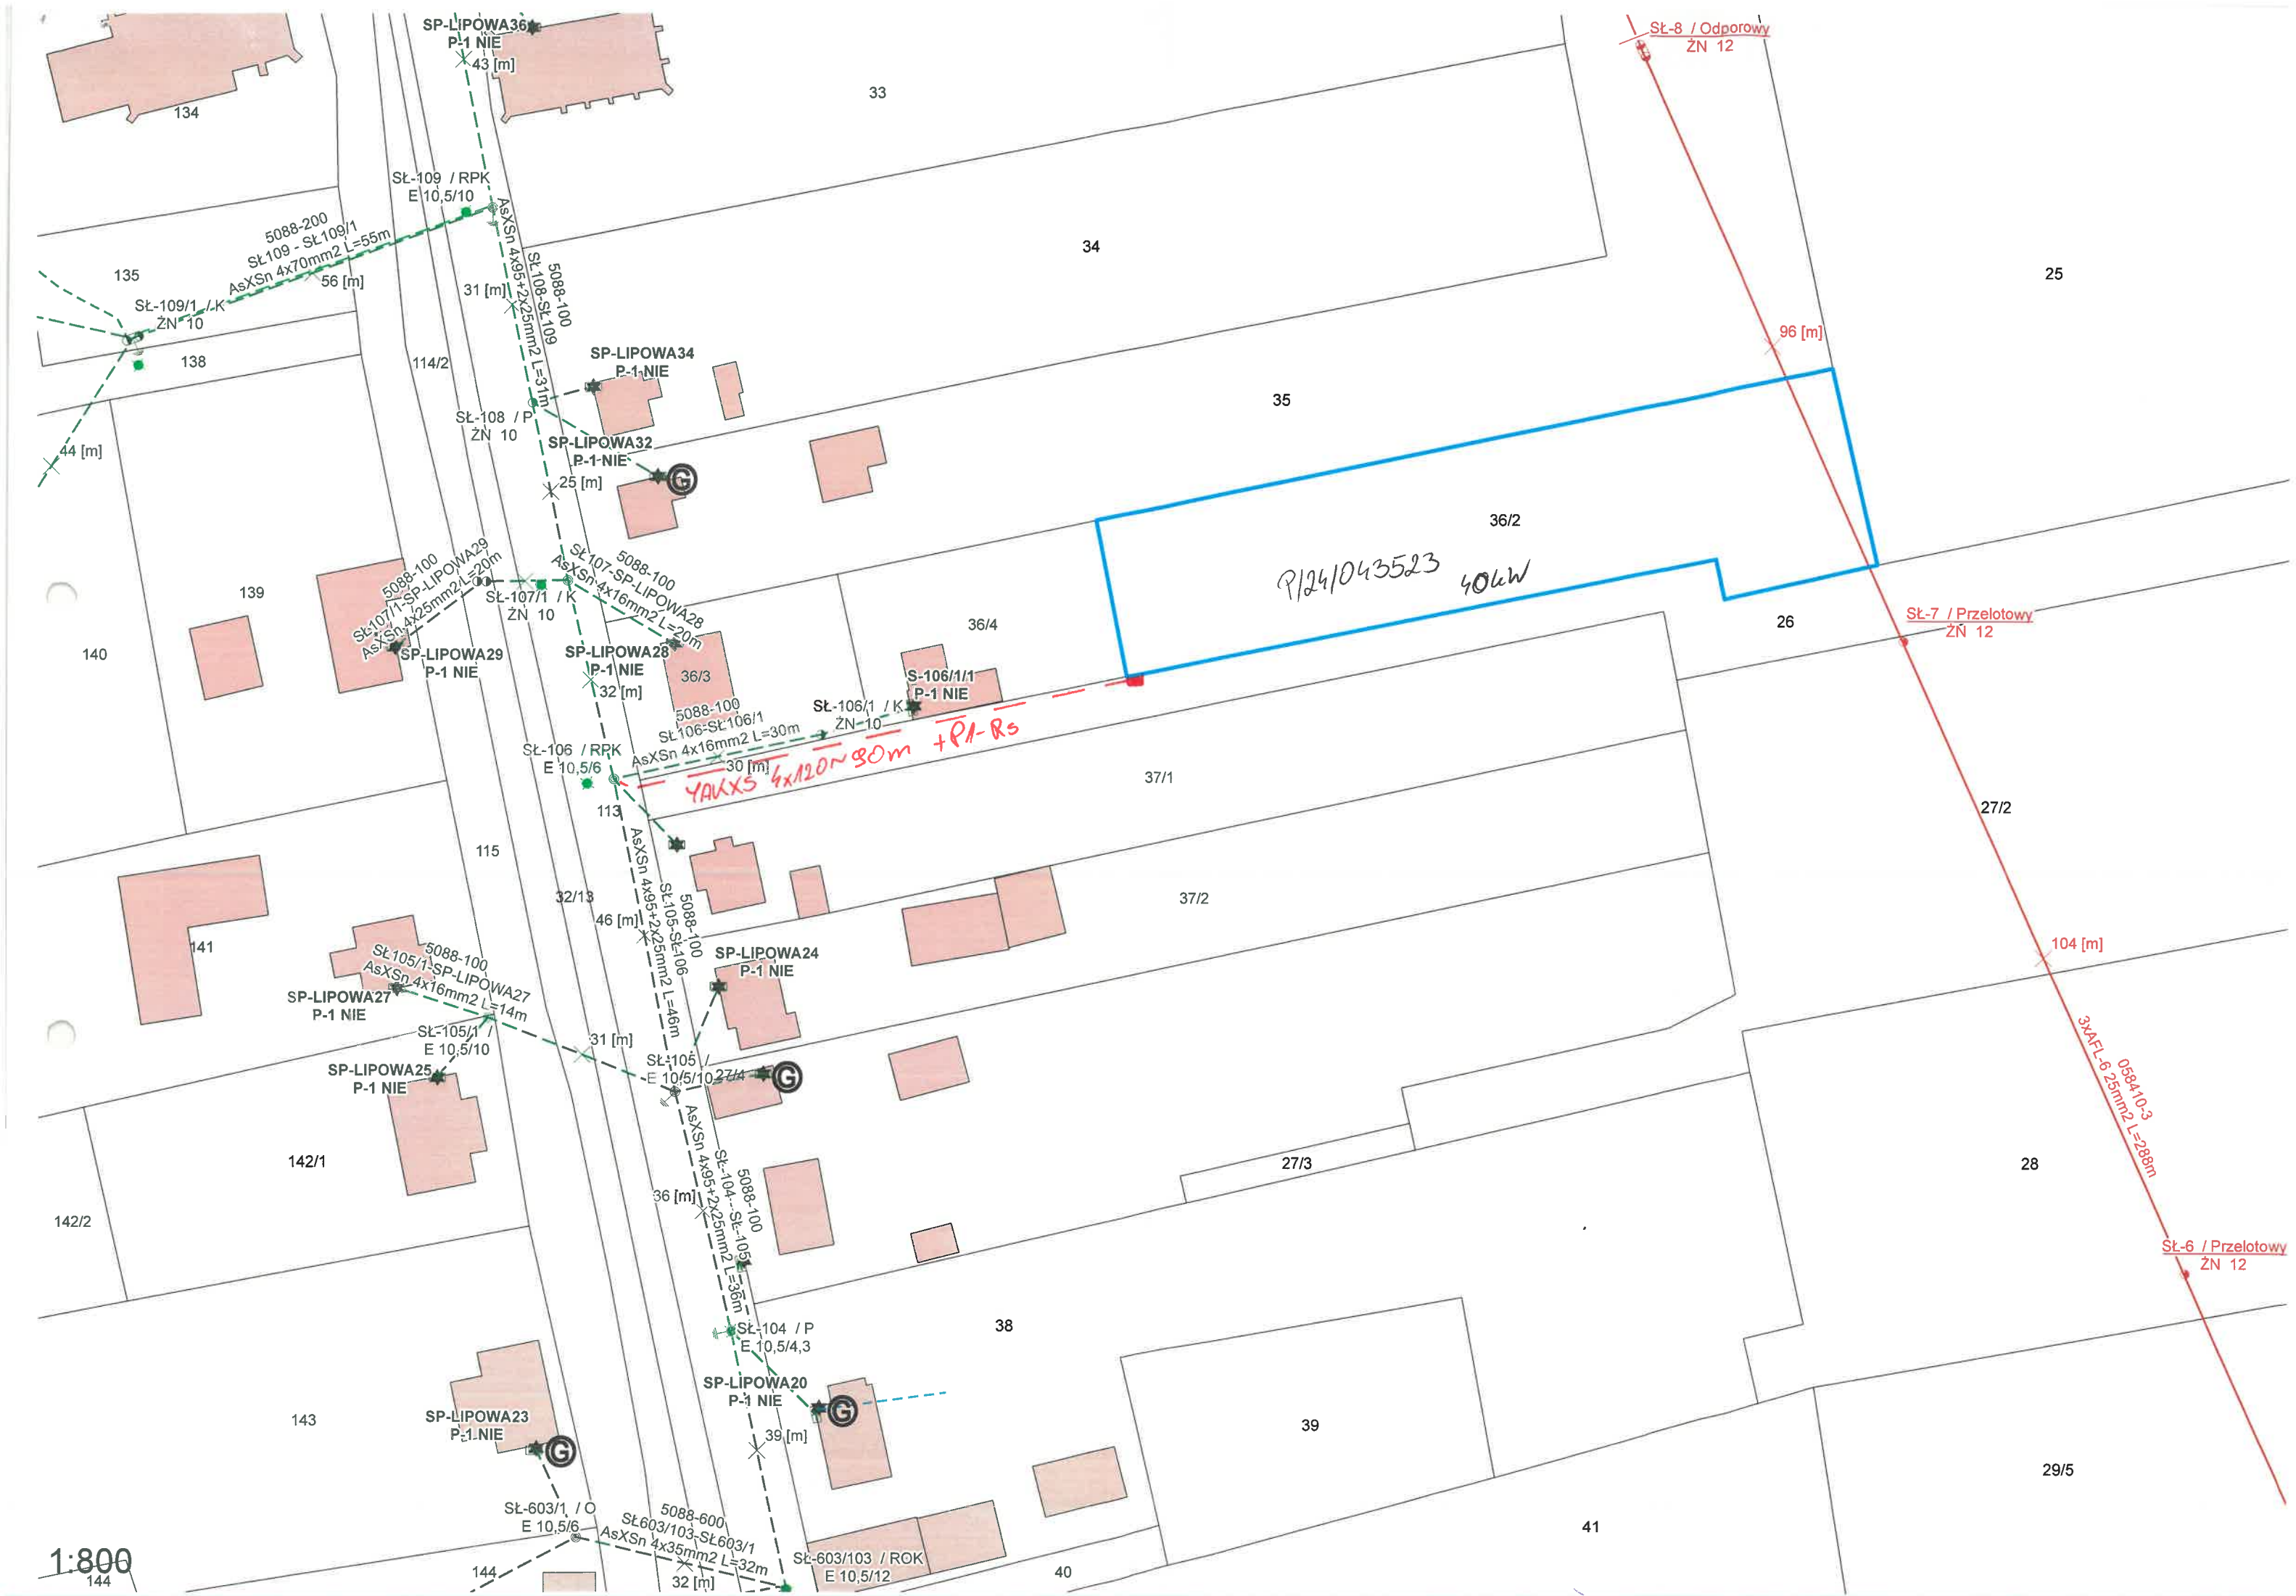 SP-LIPOWA36
P-1 NIE
43 [m]
SŁ-8 / Odporowy
ŻN 12
134
33
SŁ-109 / RPK
E 10,5/10
5088-200
SŁ109 - SŁ109/1
AsXSn 4x70mm2 L=55m
56 [m]
135
SŁ-109/1 / K
ŻN 10
138
114/2
31 [m]
5088-100
SŁ108-SŁ109
AsXSn 4x95+2x25mm2 L=31m
34
25
96 [m]
SP-LIPOWA34
P-1 NIE
35
SŁ-108 / P
ŻN 10
SP-LIPOWA32
P-1 NIE
G
44 [m]
25 [m]
36/2
P/24/043523
40kW
5088-100
SŁ107/1-SP-LIPOWA29
AsXSn 4x25mm2 L=20m
5088-100
SŁ107-SP-LIPOWA28
AsXSn 4x16mm2 L=20m
139
SŁ-107/1 / K
ŻN 10
140
SP-LIPOWA29
P-1 NIE
SP-LIPOWA28
P-1 NIE
36/3
32 [m]
36/4
S-106/1/1
P-1 NIE
26
SŁ-7 / Przelotowy
ŻN 12
5088-100
SŁ106-SŁ106/1
AsXSn 4x16mm2 L=30m
SŁ-106/1 / K
ŻN 10
30 [m]
YAKXS 4x120~90m +P1-Rs
SŁ-106 / RPK
E 10,5/6
113
37/1
27/2
115
32/13
46 [m]
5088-100
SŁ105-SŁ106
AsXSn 4x95+2x25mm2 L=46m
37/2
141
5088-100
SŁ105/1-SP-LIPOWA27
AsXSn 4x16mm2 L=14m
SP-LIPOWA27
P-1 NIE
SP-LIPOWA24
P-1 NIE
104 [m]
SŁ-105/1 /
E 10,5/10
31 [m]
SP-LIPOWA25
P-1 NIE
SŁ-105 /
E 10/5/10
27/4
G
058410-3
3xAFL-6 25mm2 L=288m
142/1
142/2
36 [m]
5088-100
SŁ-104--SŁ-105
AsXSn 4x95+2x25mm2 L=36m
27/3
28
SŁ-6 / Przelotowy
ŻN 12
SŁ-104 / P
E 10,5/4,3
38
SP-LIPOWA20
P-1 NIE
G
143
SP-LIPOWA23
P-1 NIE
G
39 [m]
39
29/5
SŁ-603/1 / O
E 10,5/6
5088-600
SŁ603/103-SŁ603/1
AsXSn 4x35mm2 L=32m
32 [m]
SŁ-603/103 / ROK
E 10,5/12
41
40
1:800
144
144